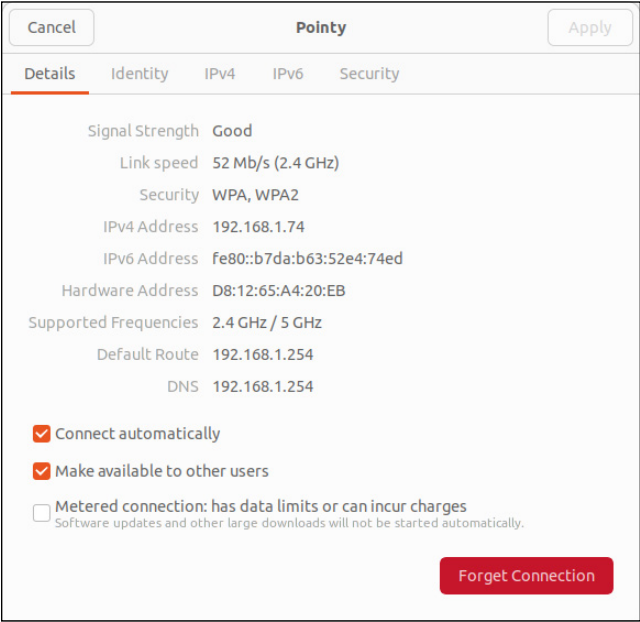 Cancel Pointy Apply
Details Identity IPv4 IPv6 Security
Signal Strength Good
Link speed 52 Mb/s (2.4 GHz)
Security WPA, WPA2
IPv4 Address 192.168.1.74
IPv6 Address fe80::b7da:b63:52e4:74ed
Hardware Address D8:12:65:A4:20:EB
Supported Frequencies 2.4 GHz / 5 GHz
Default Route 192.168.1.254
DNS 192.168.1.254
Connect automatically
Make available to other users
Metered connection: has data limits or can incur charges
Software updates and other large downloads will not be started automatically.
Forget Connection